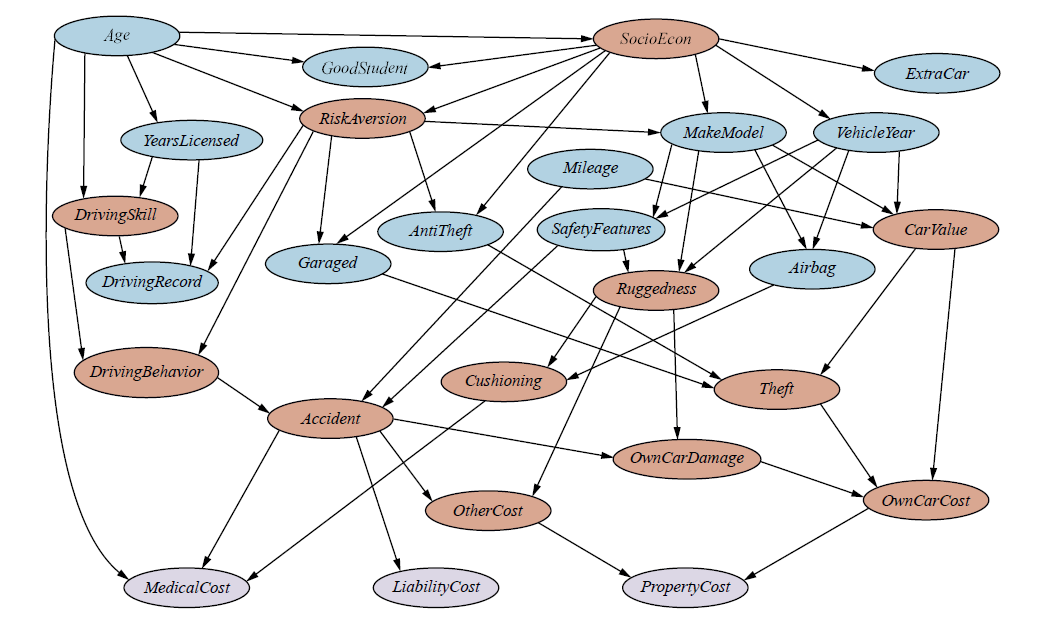 Age
SocioEcon
GoodStudent
ExtraCar
RiskAversion
MakeModel
VehicleYear
YearsLicensed
Mileage
DrivingSkill
AntiTheft
SafetyFeatures
CarValue
Garaged
Airbag
DrivingRecord
Ruggedness
DrivingBehavior
Cushioning
Theft
Accident
OwnCarDamage
OwnCarCost
OtherCost
MedicalCost
LiabilityCost
PropertyCost